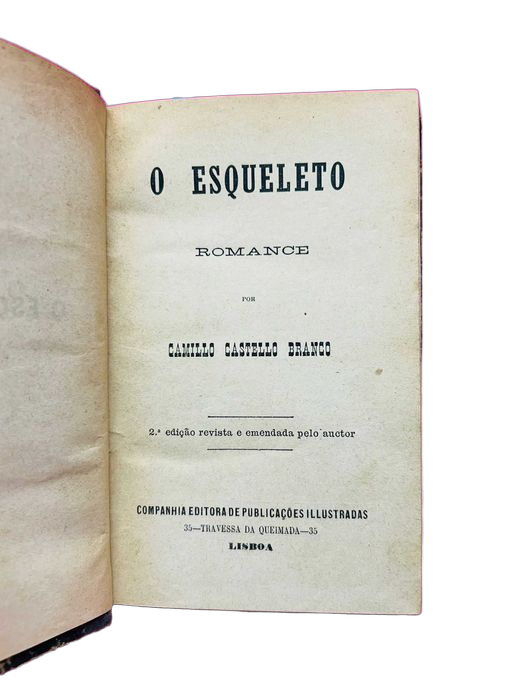 O ESQUELETO
ROMANCE
POR
CAMILLO CASTELLO BRANCO
2.ª edição revista e emendada pelo auctor
COMPANHIA EDITORA DE PUBLICAÇÕES ILLUSTRADAS
35—TRAVESSA DA QUEIMADA—35
LISBOA